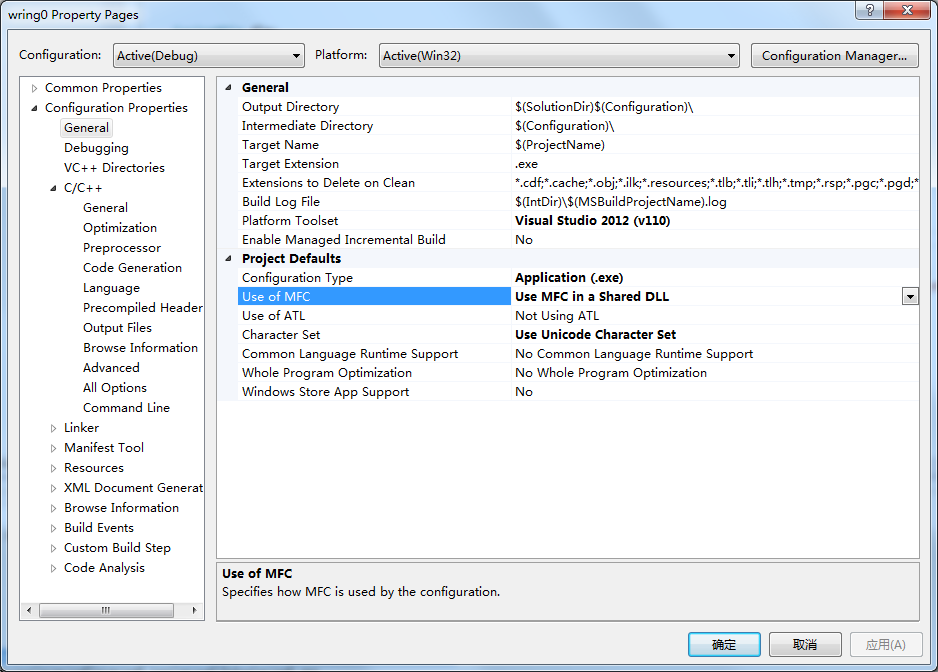 wring0 Property Pages
Configuration: Active(Debug) Platform: Active(Win32) Configuration Manager...
Common Properties
Configuration Properties
General
Debugging
VC++ Directories
C/C++
General
Optimization
Preprocessor
Code Generation
Language
Precompiled Header
Output Files
Browse Information
Advanced
All Options
Command Line
Linker
Manifest Tool
Resources
XML Document Generat
Browse Information
Build Events
Custom Build Step
Code Analysis
General
Output Directory $(SolutionDir)$(Configuration)\
Intermediate Directory $(Configuration)\
Target Name $(ProjectName)
Target Extension .exe
Extensions to Delete on Clean *.cdf;*.cache;*.obj;*.ilk;*.resources;*.tlb;*.tli;*.tlh;*.tmp;*.rsp;*.pgc;*.pgd;*
Build Log File $(IntDir)\$(MSBuildProjectName).log
Platform Toolset Visual Studio 2012 (v110)
Enable Managed Incremental Build No
Project Defaults
Configuration Type Application (.exe)
Use of MFC Use MFC in a Shared DLL
Use of ATL Not Using ATL
Character Set Use Unicode Character Set
Common Language Runtime Support No Common Language Runtime Support
Whole Program Optimization No Whole Program Optimization
Windows Store App Support No
Use of MFC
Specifies how MFC is used by the configuration.
确定 取消 应用(A)